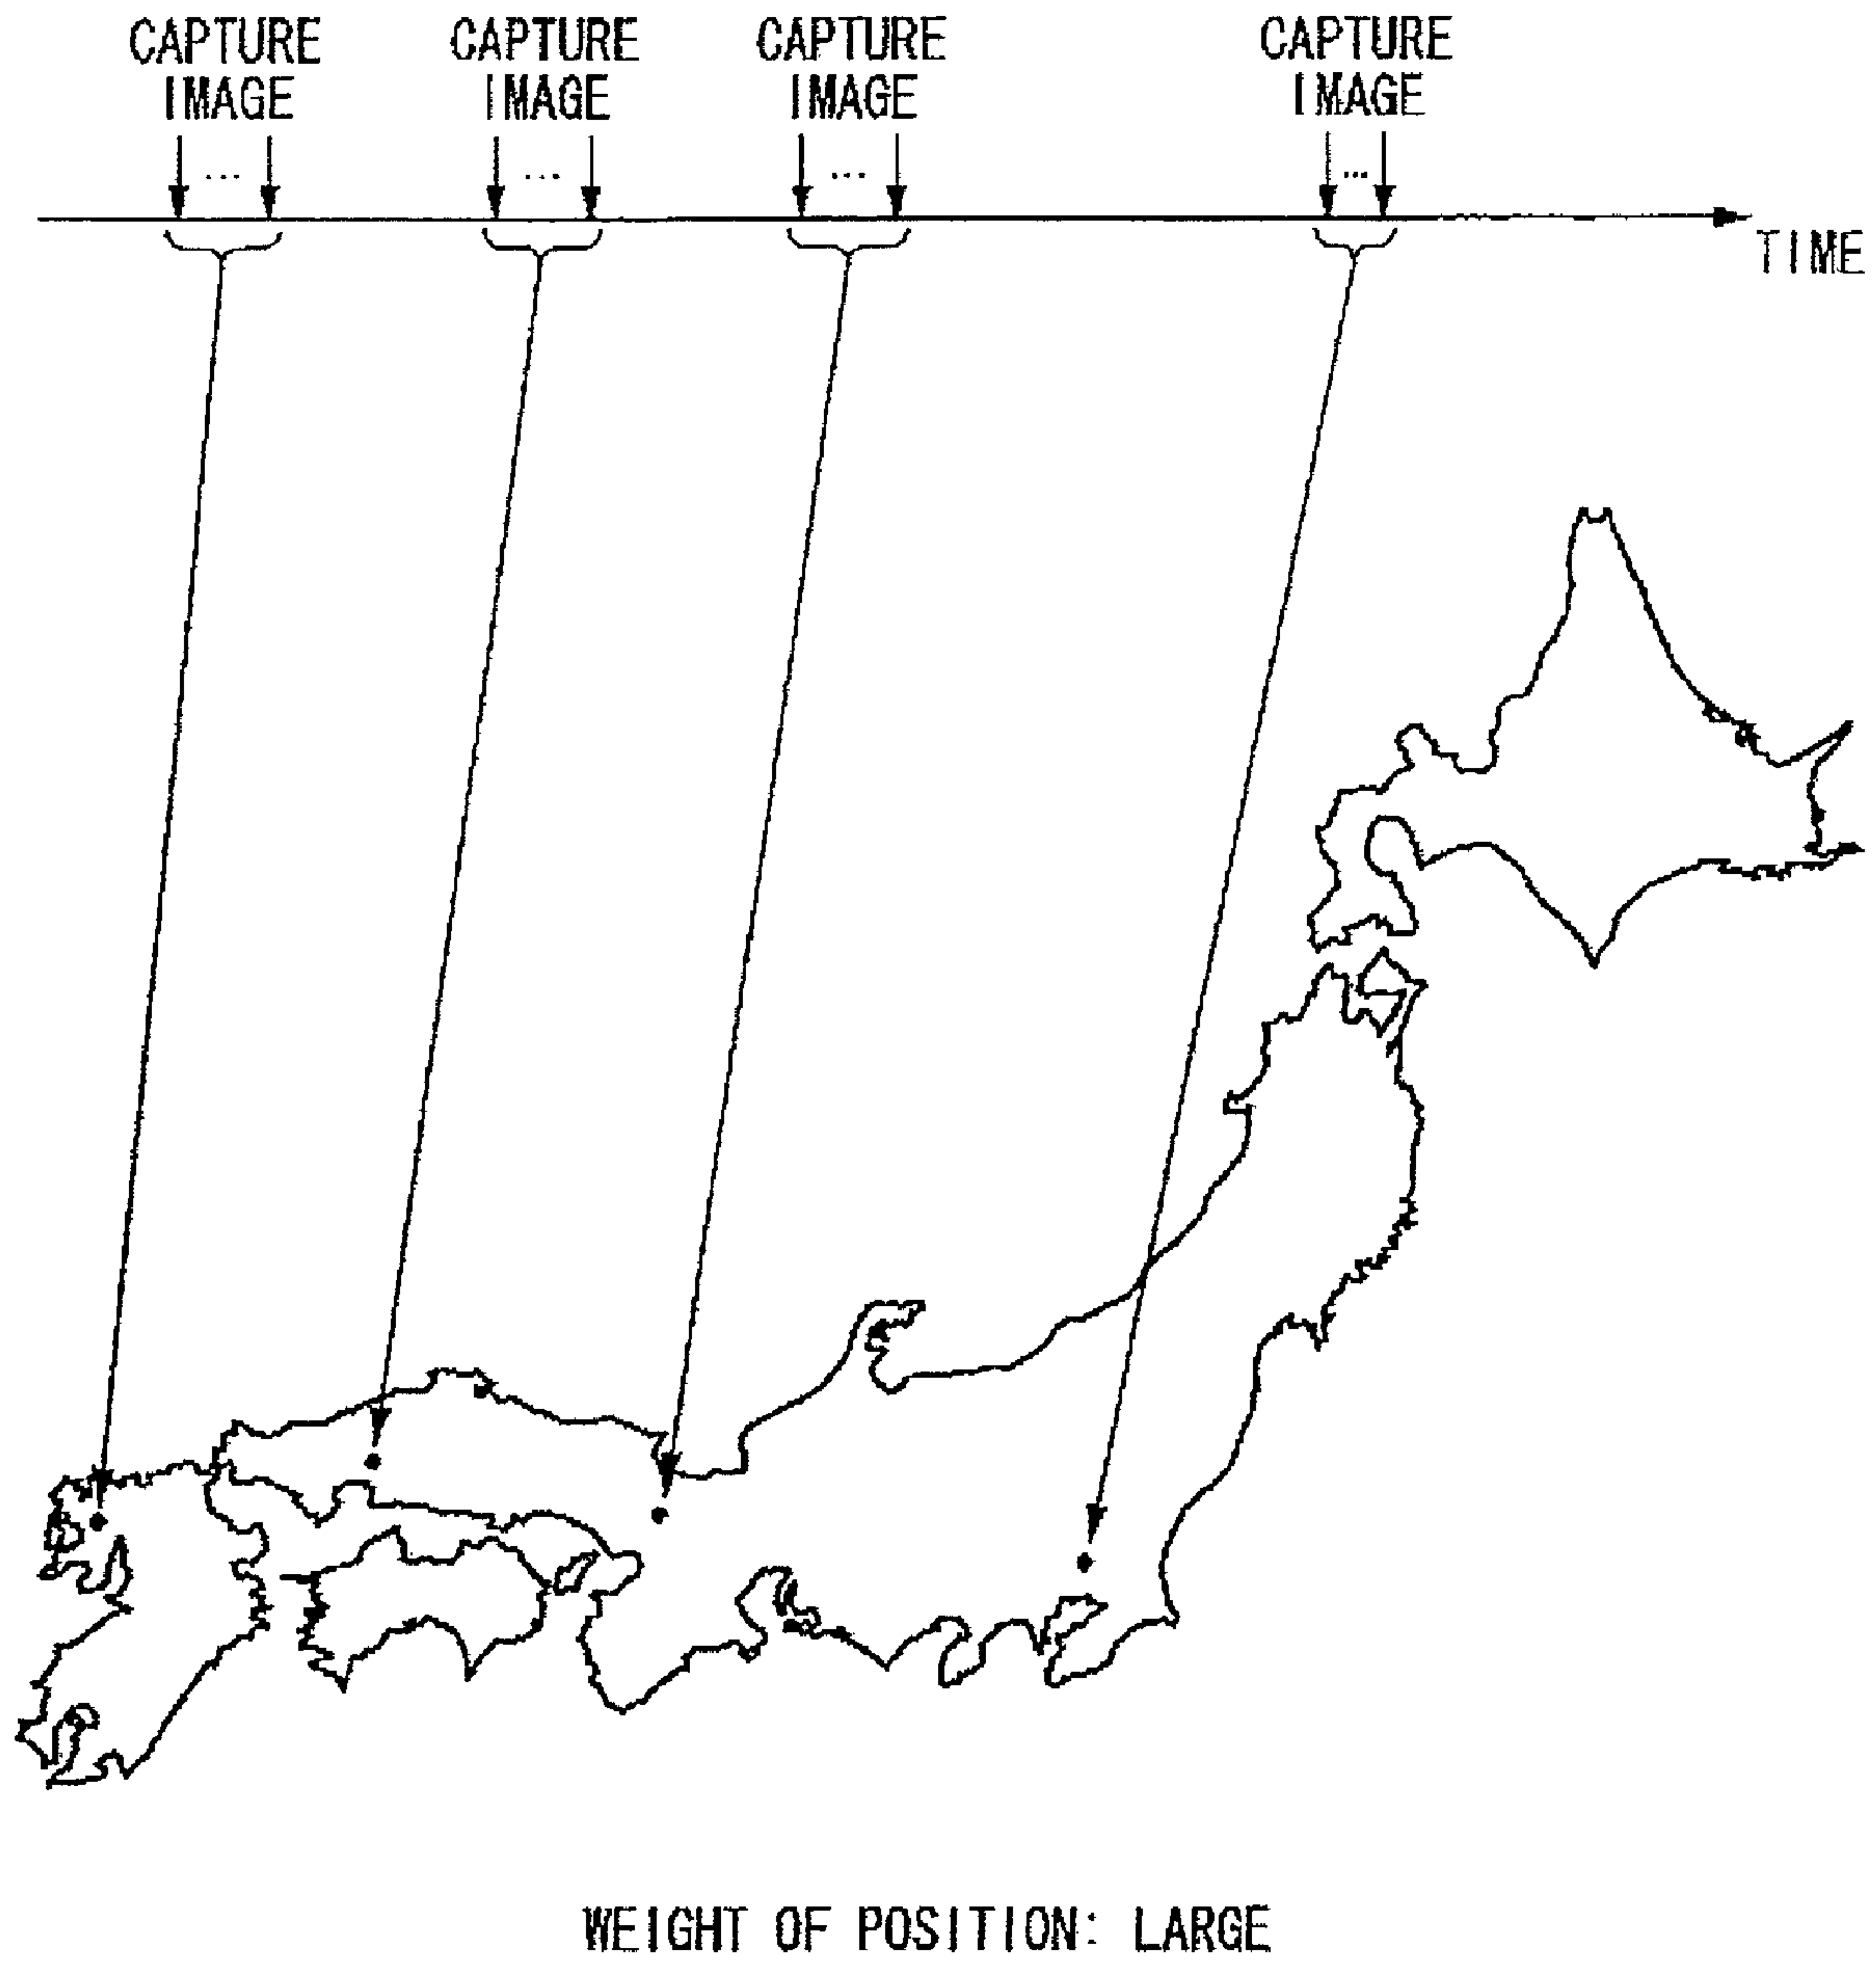 CAPTURE CAPTURE CAPTURE CAPTURE
IMAGE IMAGE IMAGE IMAGE
... ... ... ...
TIME
WEIGHT OF POSITION: LARGE